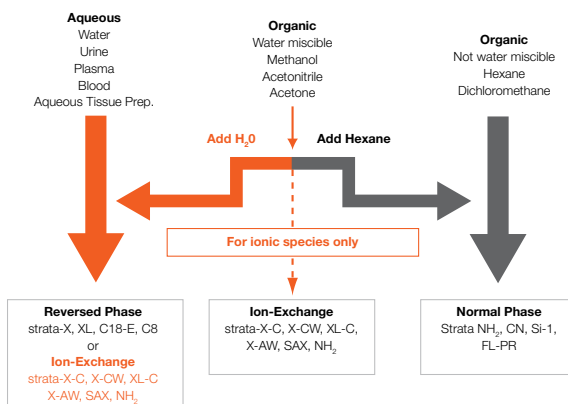 Aqueous
Water
Urine
Plasma
Blood
Aqueous Tissue Prep.
Organic
Water miscible
Methanol
Acetonitrile
Acetone
Organic
Not water miscible
Hexane
Dichloromethane
Add H₂0
Add Hexane
For ionic species only
Reversed Phase
strata-X, XL, C18-E, C8
or
Ion-Exchange
strata-X-C, X-CW, XL-C
X-AW, SAX, NH₂
Ion-Exchange
strata-X-C, X-CW, XL-C,
X-AW, SAX, NH₂
Normal Phase
Strata NH₂, CN, Si-1,
FL-PR